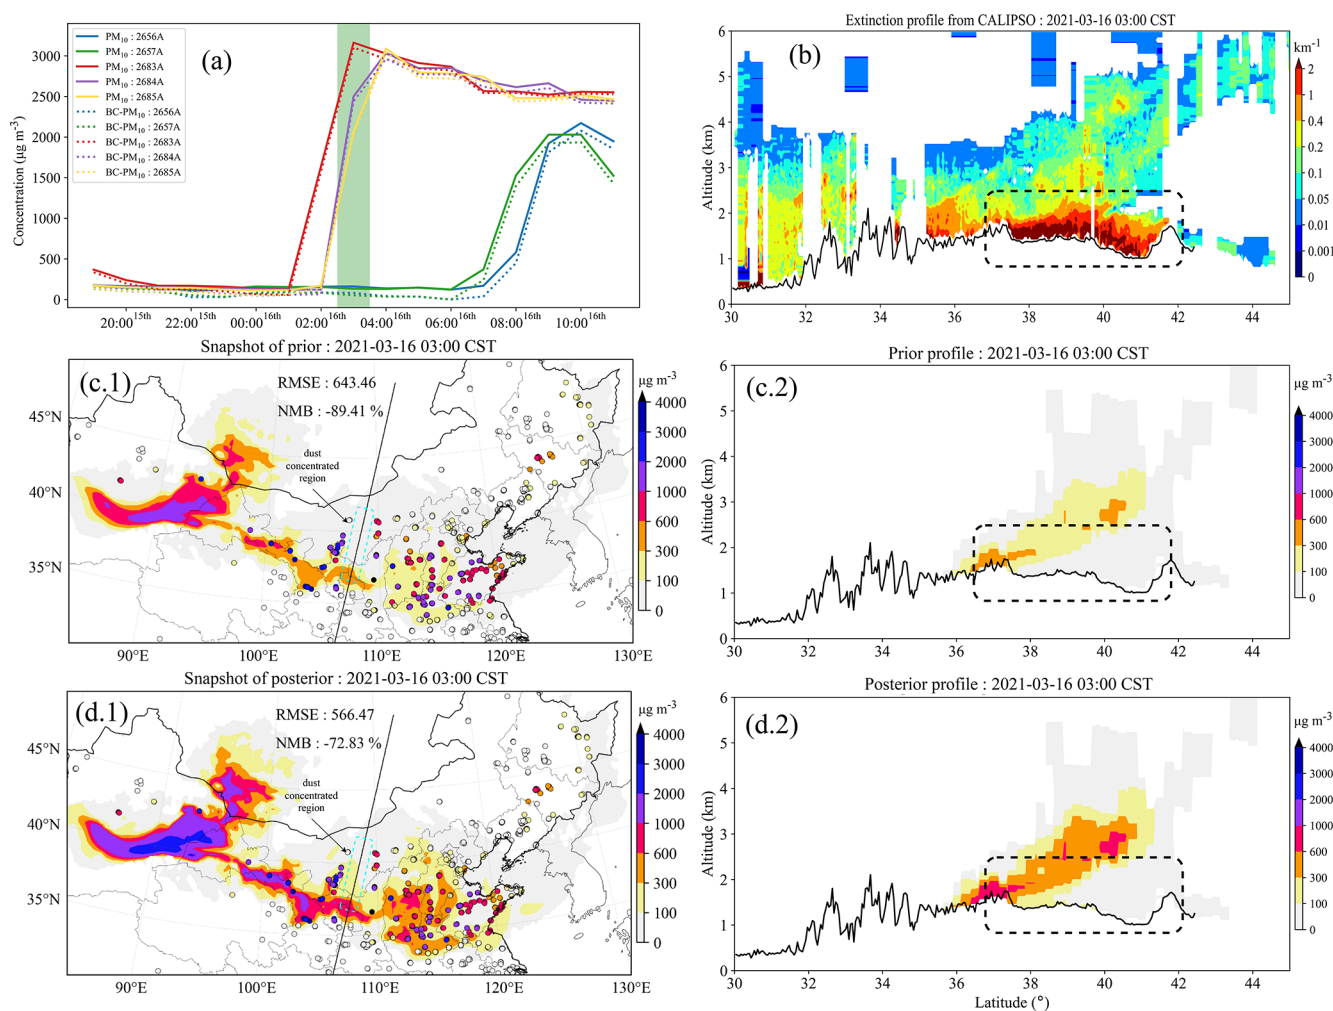 (a)
PM10 : 2656A
PM10 : 2657A
PM10 : 2683A
PM10 : 2684A
PM10 : 2685A
BC-PM10 : 2656A
BC-PM10 : 2657A
BC-PM10 : 2683A
BC-PM10 : 2684A
BC-PM10 : 2685A
Concentration (μg m-3)
3000
2500
2000
1500
1000
500
0
20:00 15th
22:00 15th
00:00 16th
02:00 16th
04:00 16th
06:00 16th
08:00 16th
10:00 16th
Extinction profile from CALIPSO : 2021-03-16 03:00 CST
(b)
Altitude (km)
6
5
4
3
2
1
0
30 32 34 36 38 40 42 44
km-1
2
1
0.4
0.2
0.1
0.05
0.01
0.001
0
Snapshot of prior : 2021-03-16 03:00 CST
(c.1)
RMSE : 643.46
NMB : -89.41 %
dust
concentrated
region
45°N
40°N
35°N
90°E 100°E 110°E 120°E 130°E
μg m-3
4000
3000
2000
1000
600
300
100
0
Prior profile : 2021-03-16 03:00 CST
(c.2)
Altitude (km)
6
5
4
3
2
1
0
30 32 34 36 38 40 42 44
μg m-3
4000
3000
2000
1000
600
300
100
0
Snapshot of posterior : 2021-03-16 03:00 CST
(d.1)
RMSE : 566.47
NMB : -72.83 %
dust
concentrated
region
45°N
40°N
35°N
90°E 100°E 110°E 120°E 130°E
μg m-3
4000
3000
2000
1000
600
300
100
0
Posterior profile : 2021-03-16 03:00 CST
(d.2)
Altitude (km)
6
5
4
3
2
1
0
30 32 34 36 38 40 42 44
Latitude (°)
μg m-3
4000
3000
2000
1000
600
300
100
0